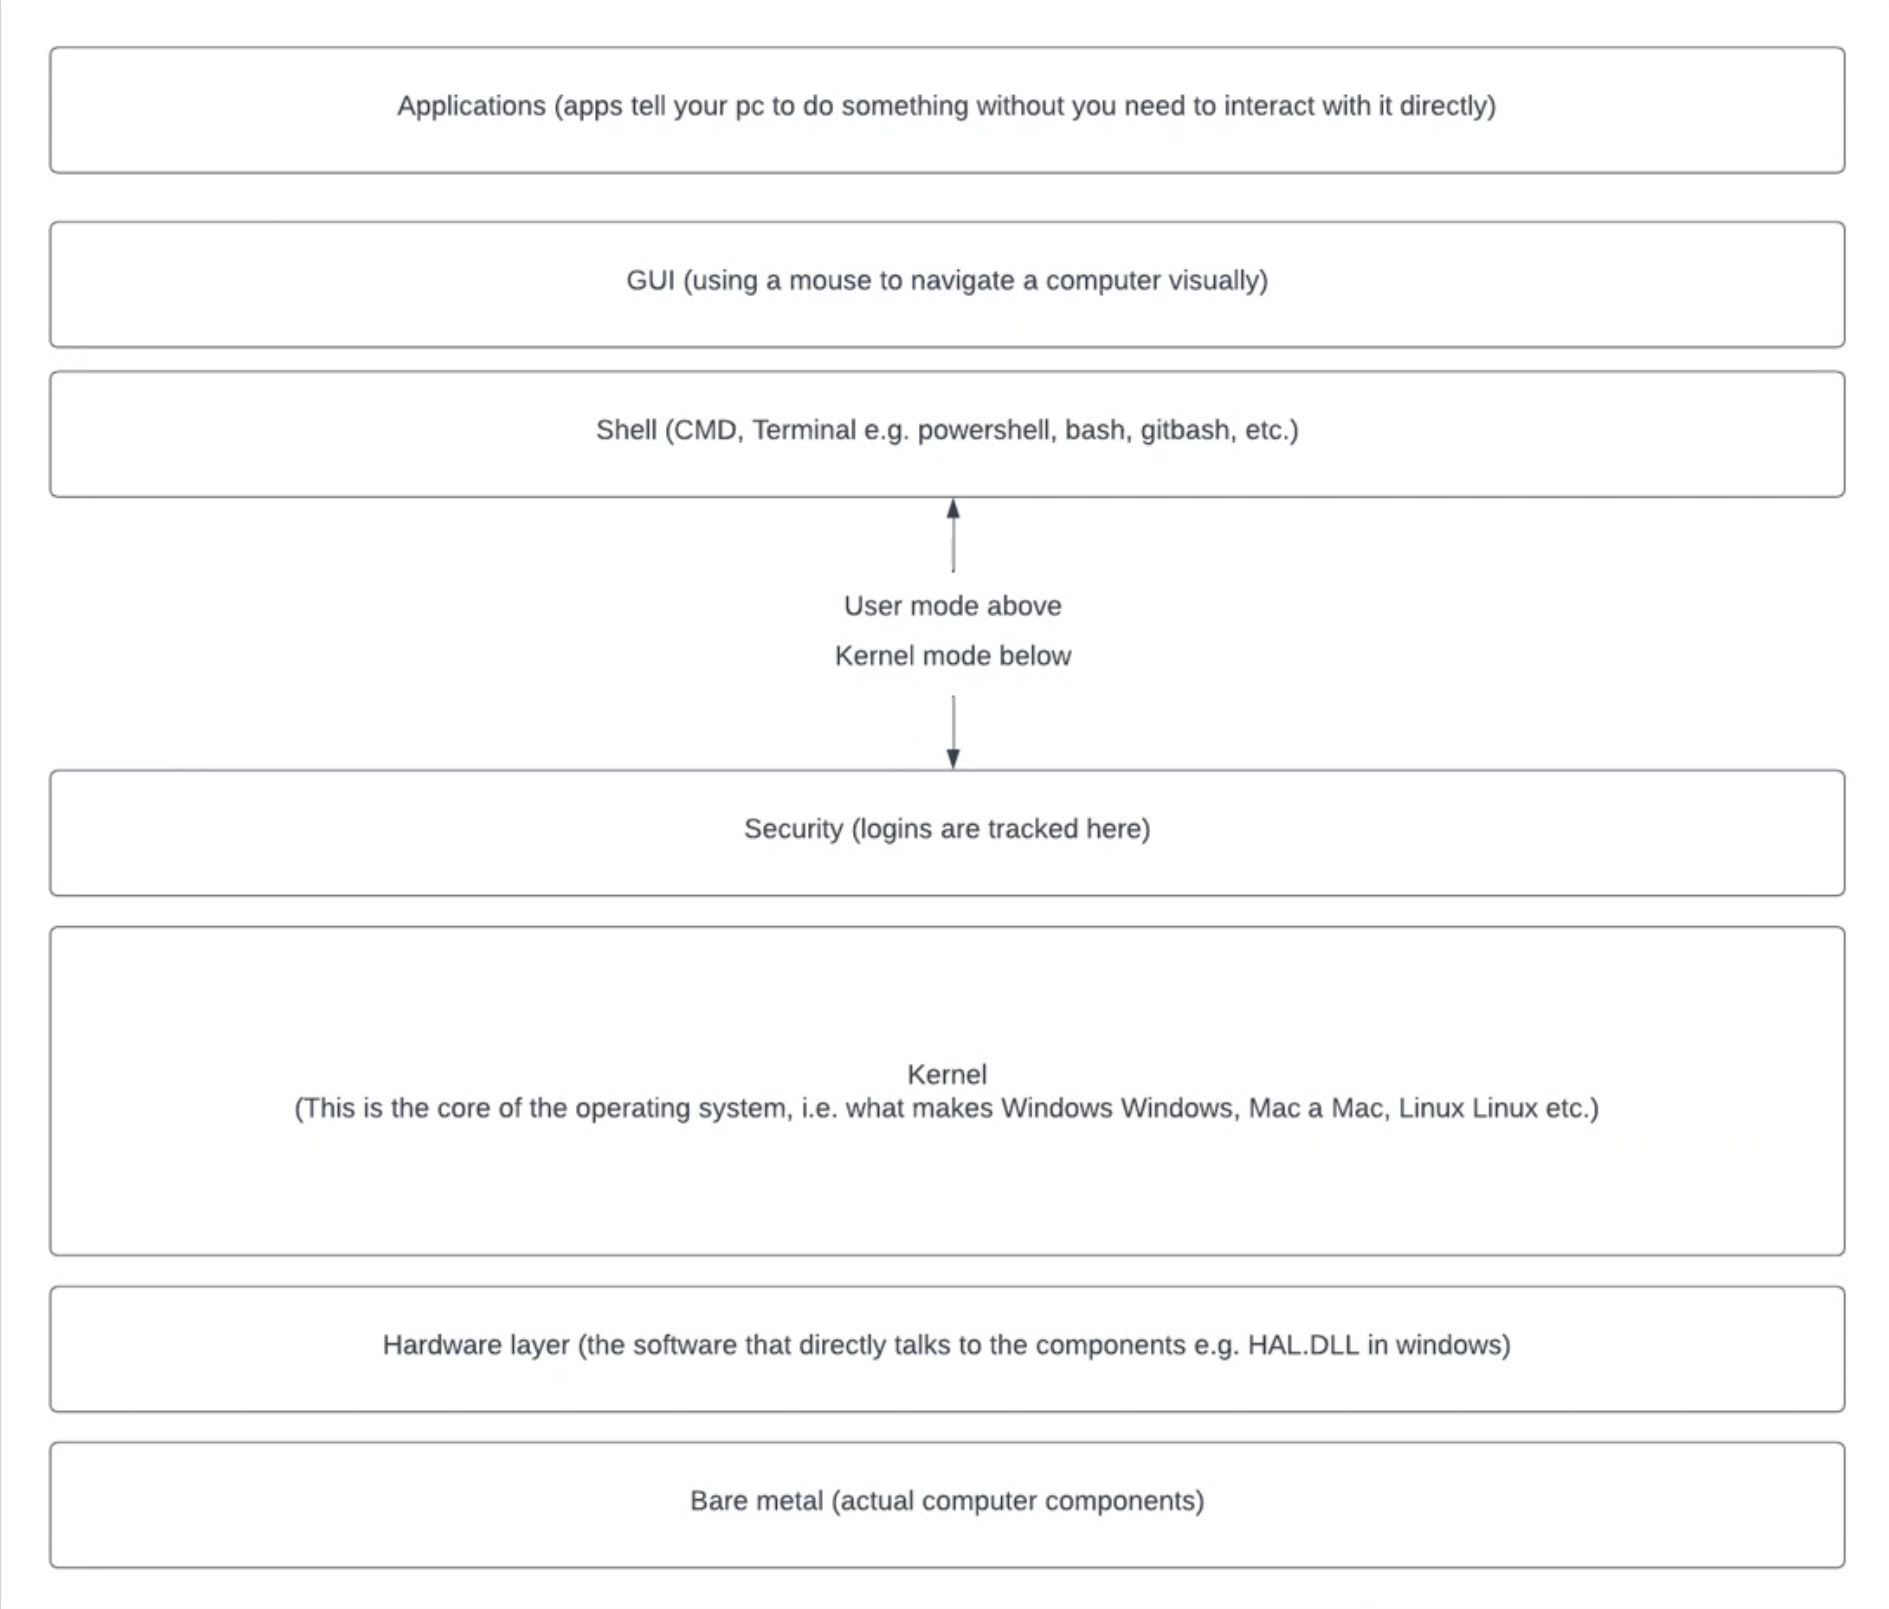 Applications (apps tell your pc to do something without you need to interact with it directly)
GUI (using a mouse to navigate a computer visually)
Shell (CMD, Terminal e.g. powershell, bash, gitbash, etc.)
User mode above
Kernel mode below
Security (logins are tracked here)
Kernel
(This is the core of the operating system, i.e. what makes Windows Windows, Mac a Mac, Linux Linux etc.)
Hardware layer (the software that directly talks to the components e.g. HAL.DLL in windows)
Bare metal (actual computer components)